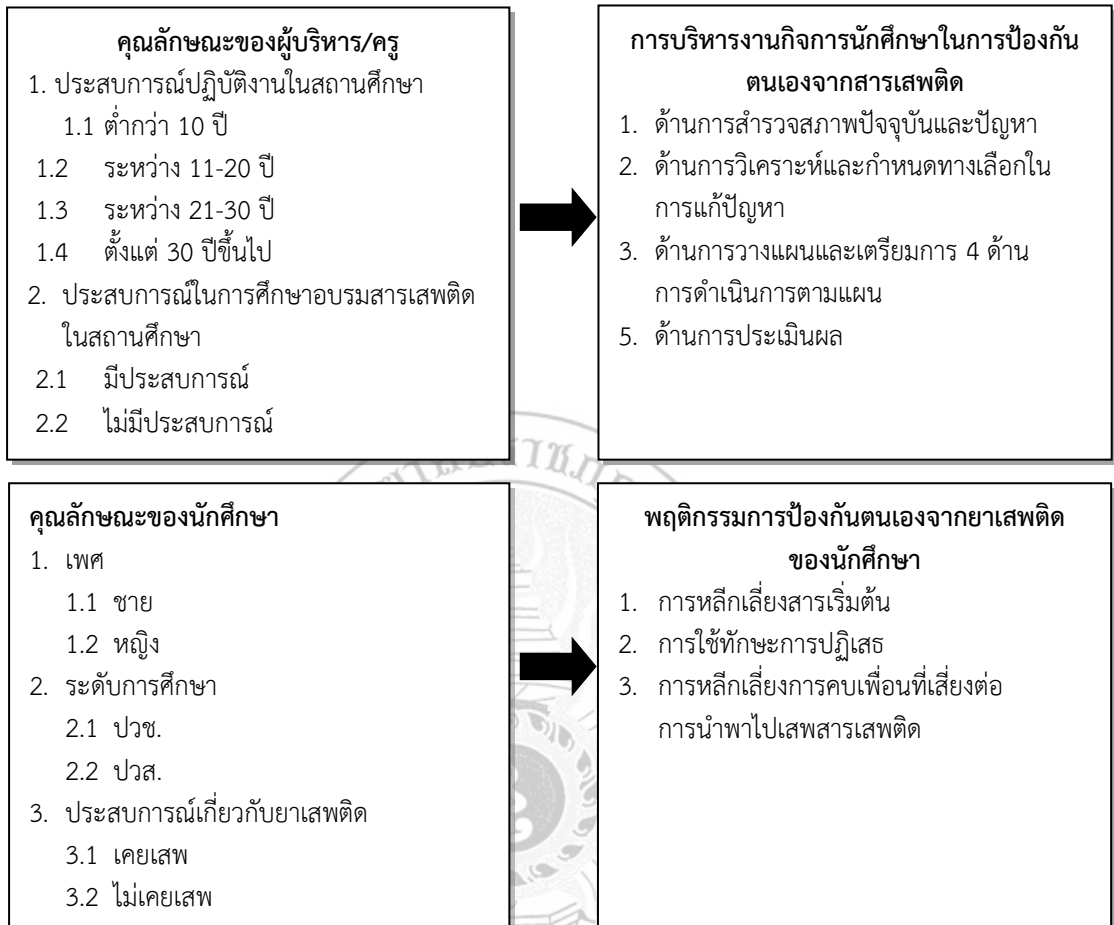 คุณลักษณะของผู้บริหาร/ครู
1. ประสบการณ์ปฏิบัติงานในสถานศึกษา
1.1 ต่ำกว่า 10 ปี
1.2 ระหว่าง 11-20 ปี
1.3 ระหว่าง 21-30 ปี
1.4 ตั้งแต่ 30 ปีขึ้นไป
2. ประสบการณ์ในการศึกษาอบรมสารเสพติด
ในสถานศึกษา
2.1 มีประสบการณ์
2.2 ไม่มีประสบการณ์
การบริหารงานกิจการนักศึกษาในการป้องกัน
ตนเองจากสารเสพติด
1. ด้านการสำรวจสภาพปัจจุบันและปัญหา
2. ด้านการวิเคราะห์และกำหนดทางเลือกใน
การแก้ปัญหา
3. ด้านการวางแผนและเตรียมการ 4 ด้าน
การดำเนินการตามแผน
5. ด้านการประเมินผล
คุณลักษณะของนักศึกษา
1. เพศ
1.1 ชาย
1.2 หญิง
2. ระดับการศึกษา
2.1 ปวช.
2.2 ปวส.
3. ประสบการณ์เกี่ยวกับยาเสพติด
3.1 เคยเสพ
3.2 ไม่เคยเสพ
พฤติกรรมการป้องกันตนเองจากยาเสพติด
ของนักศึกษา
1. การหลีกเลี่ยงสารเริ่มต้น
2. การใช้ทักษะการปฏิเสธ
3. การหลีกเลี่ยงการคบเพื่อนที่เสี่ยงต่อ
การนำพาไปเสพสารเสพติด